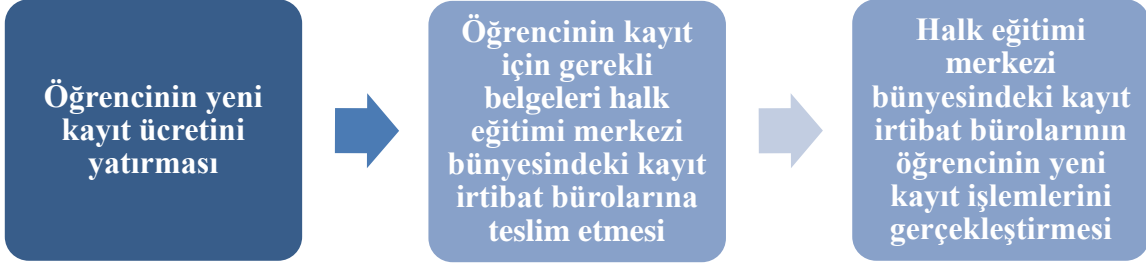 Öğrencinin yeni
kayıt ücretini
yatırması
Öğrencinin kayıt
için gerekli
belgeleri halk
eğitimi merkezi
bünyesindeki kayıt
irtibat bürolarına
teslim etmesi
Halk eğitimi
merkezi
bünyesindeki kayıt
irtibat bürolarının
öğrencinin yeni
kayıt işlemlerini
gerçekleştirmesi